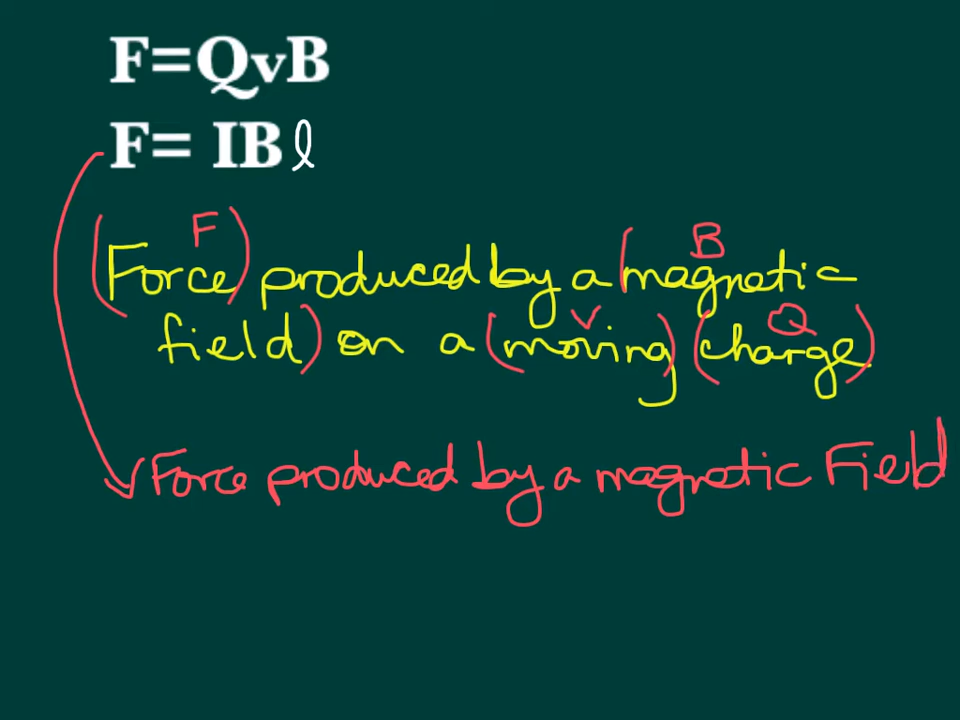 F=QvB
F= IBℓ
F B
(Force) produced by a (magnetic
v Q
field) on a (moving) (charge)
Force produced by a magnetic Field